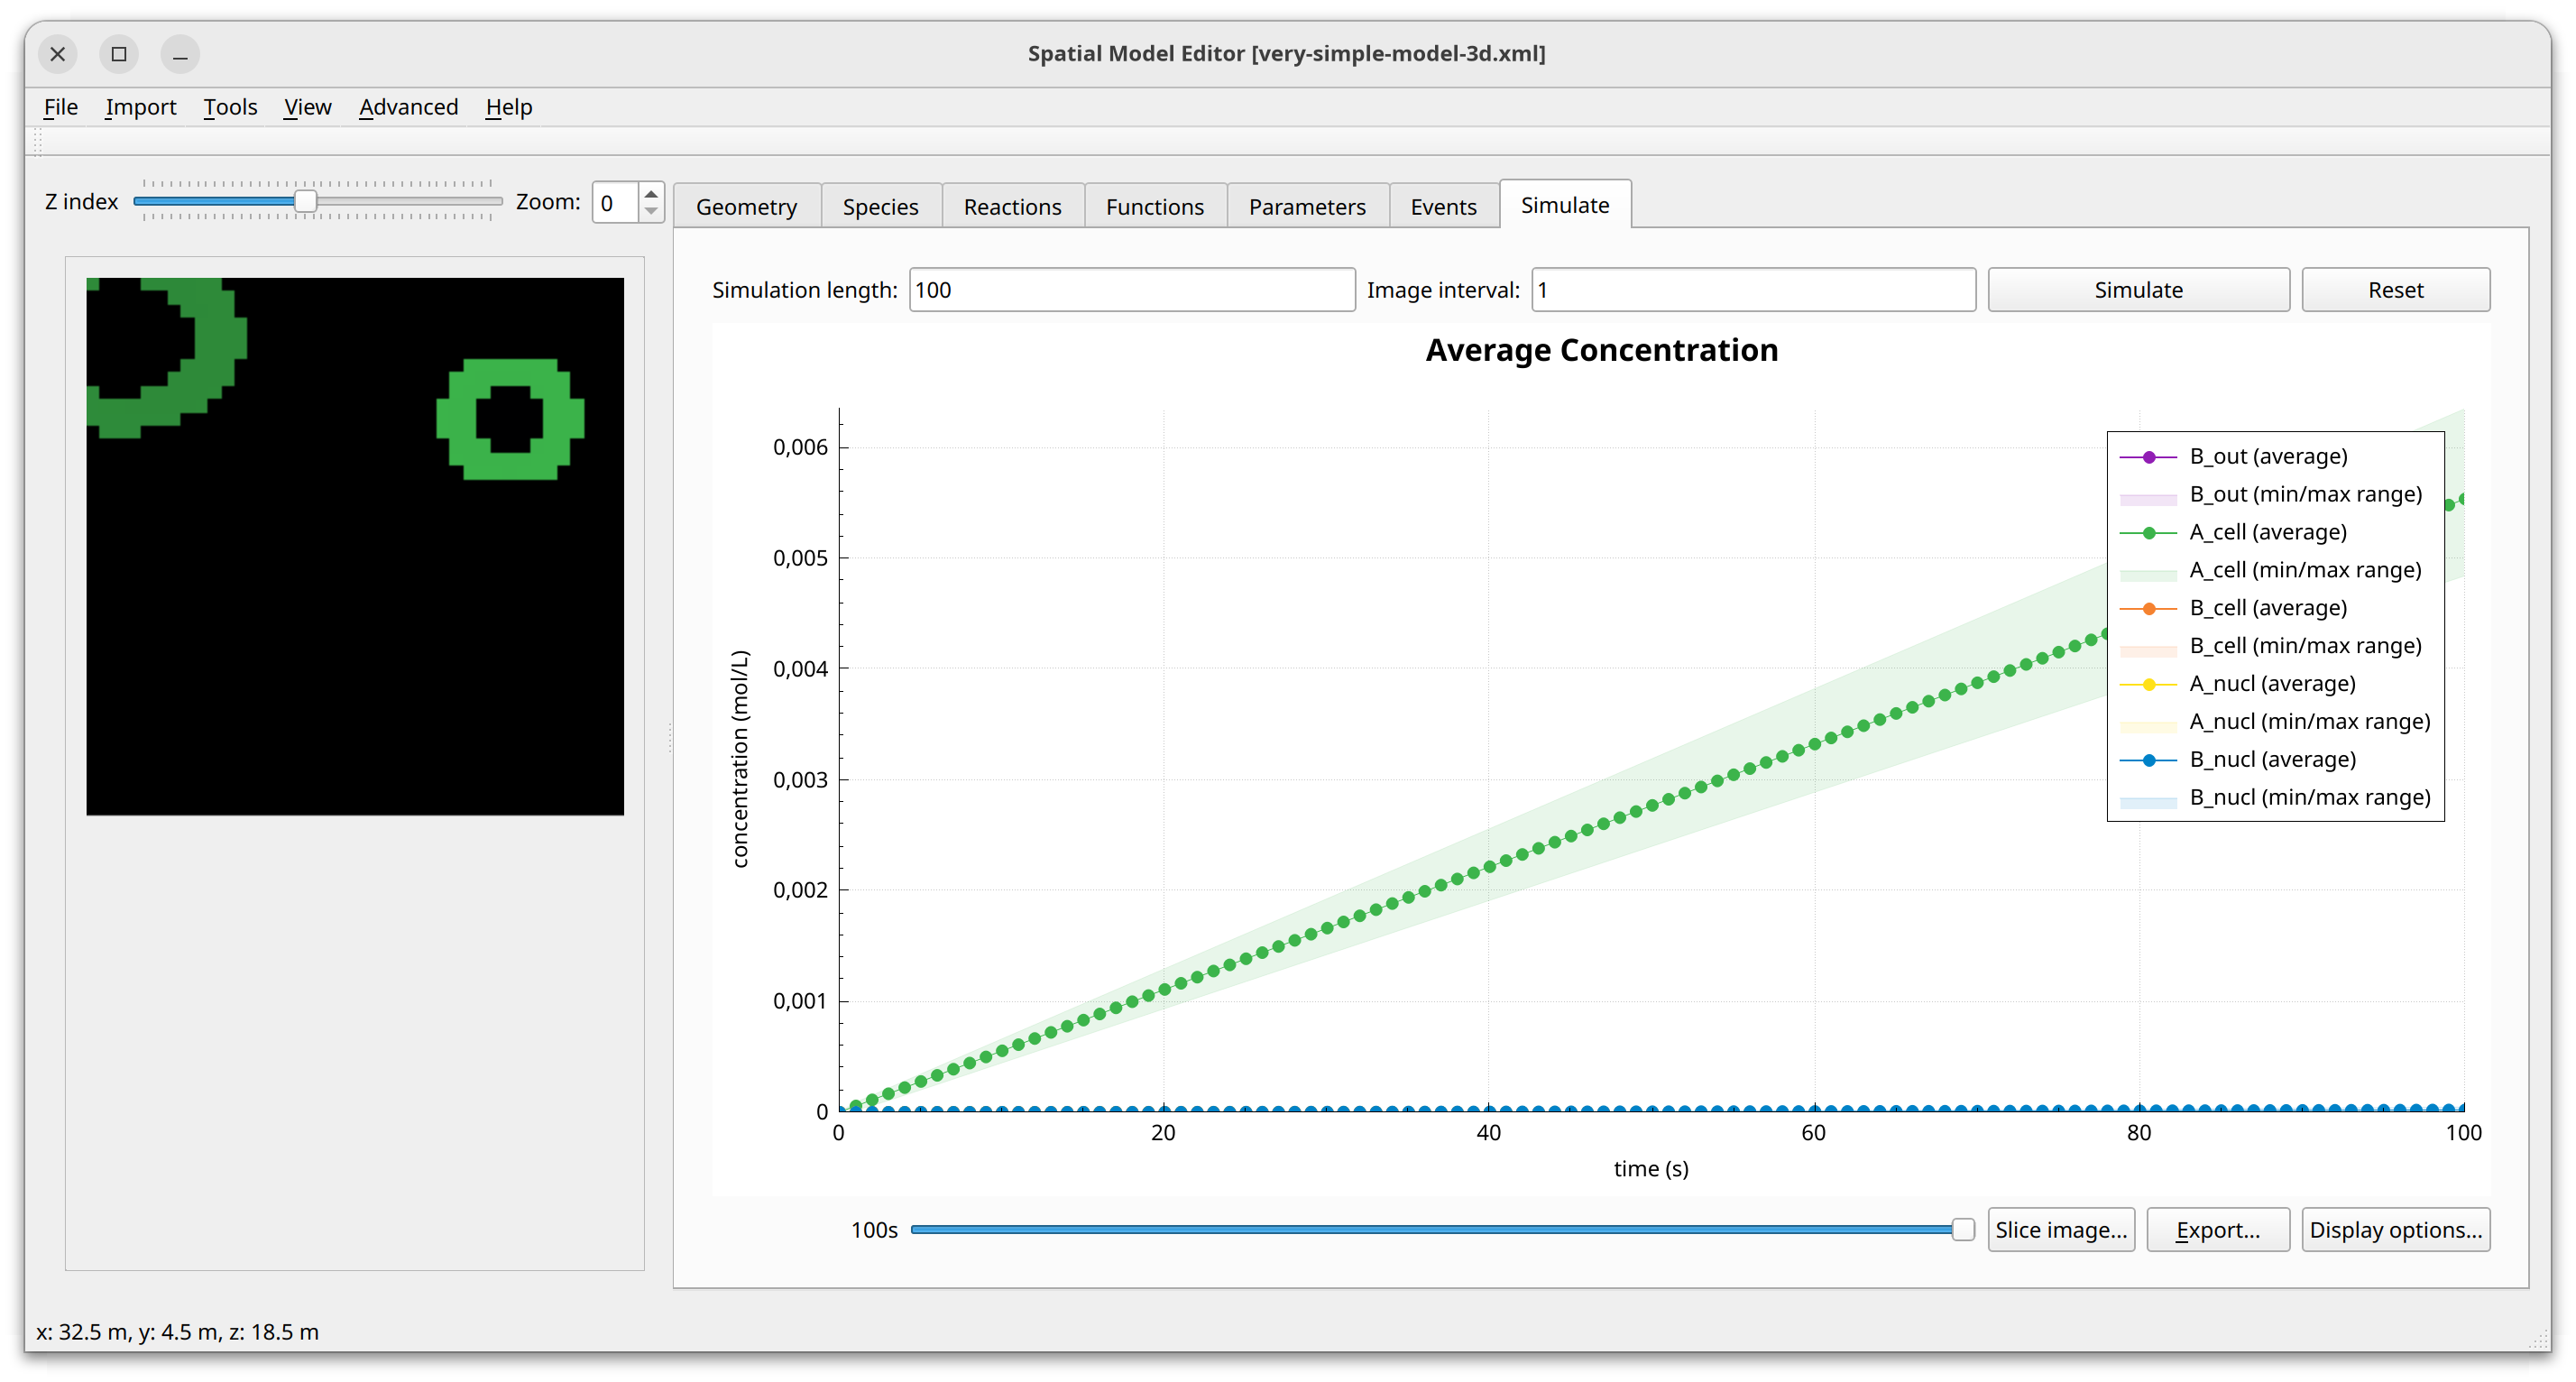 Spatial Model Editor [very-simple-model-3d.xml]
File Import Tools View Advanced Help
Z index Zoom: 0
Geometry Species Reactions Functions Parameters Events Simulate
Simulation length: 100 Image interval: 1 Simulate Reset
Average Concentration
concentration (mol/L)
0,006
0,005
0,004
0,003
0,002
0,001
0
B_out (average)
B_out (min/max range)
A_cell (average)
A_cell (min/max range)
B_cell (average)
B_cell (min/max range)
A_nucl (average)
A_nucl (min/max range)
B_nucl (average)
B_nucl (min/max range)
0 20 40 60 80 100
time (s)
100s Slice image... Export... Display options...
x: 32.5 m, y: 4.5 m, z: 18.5 m